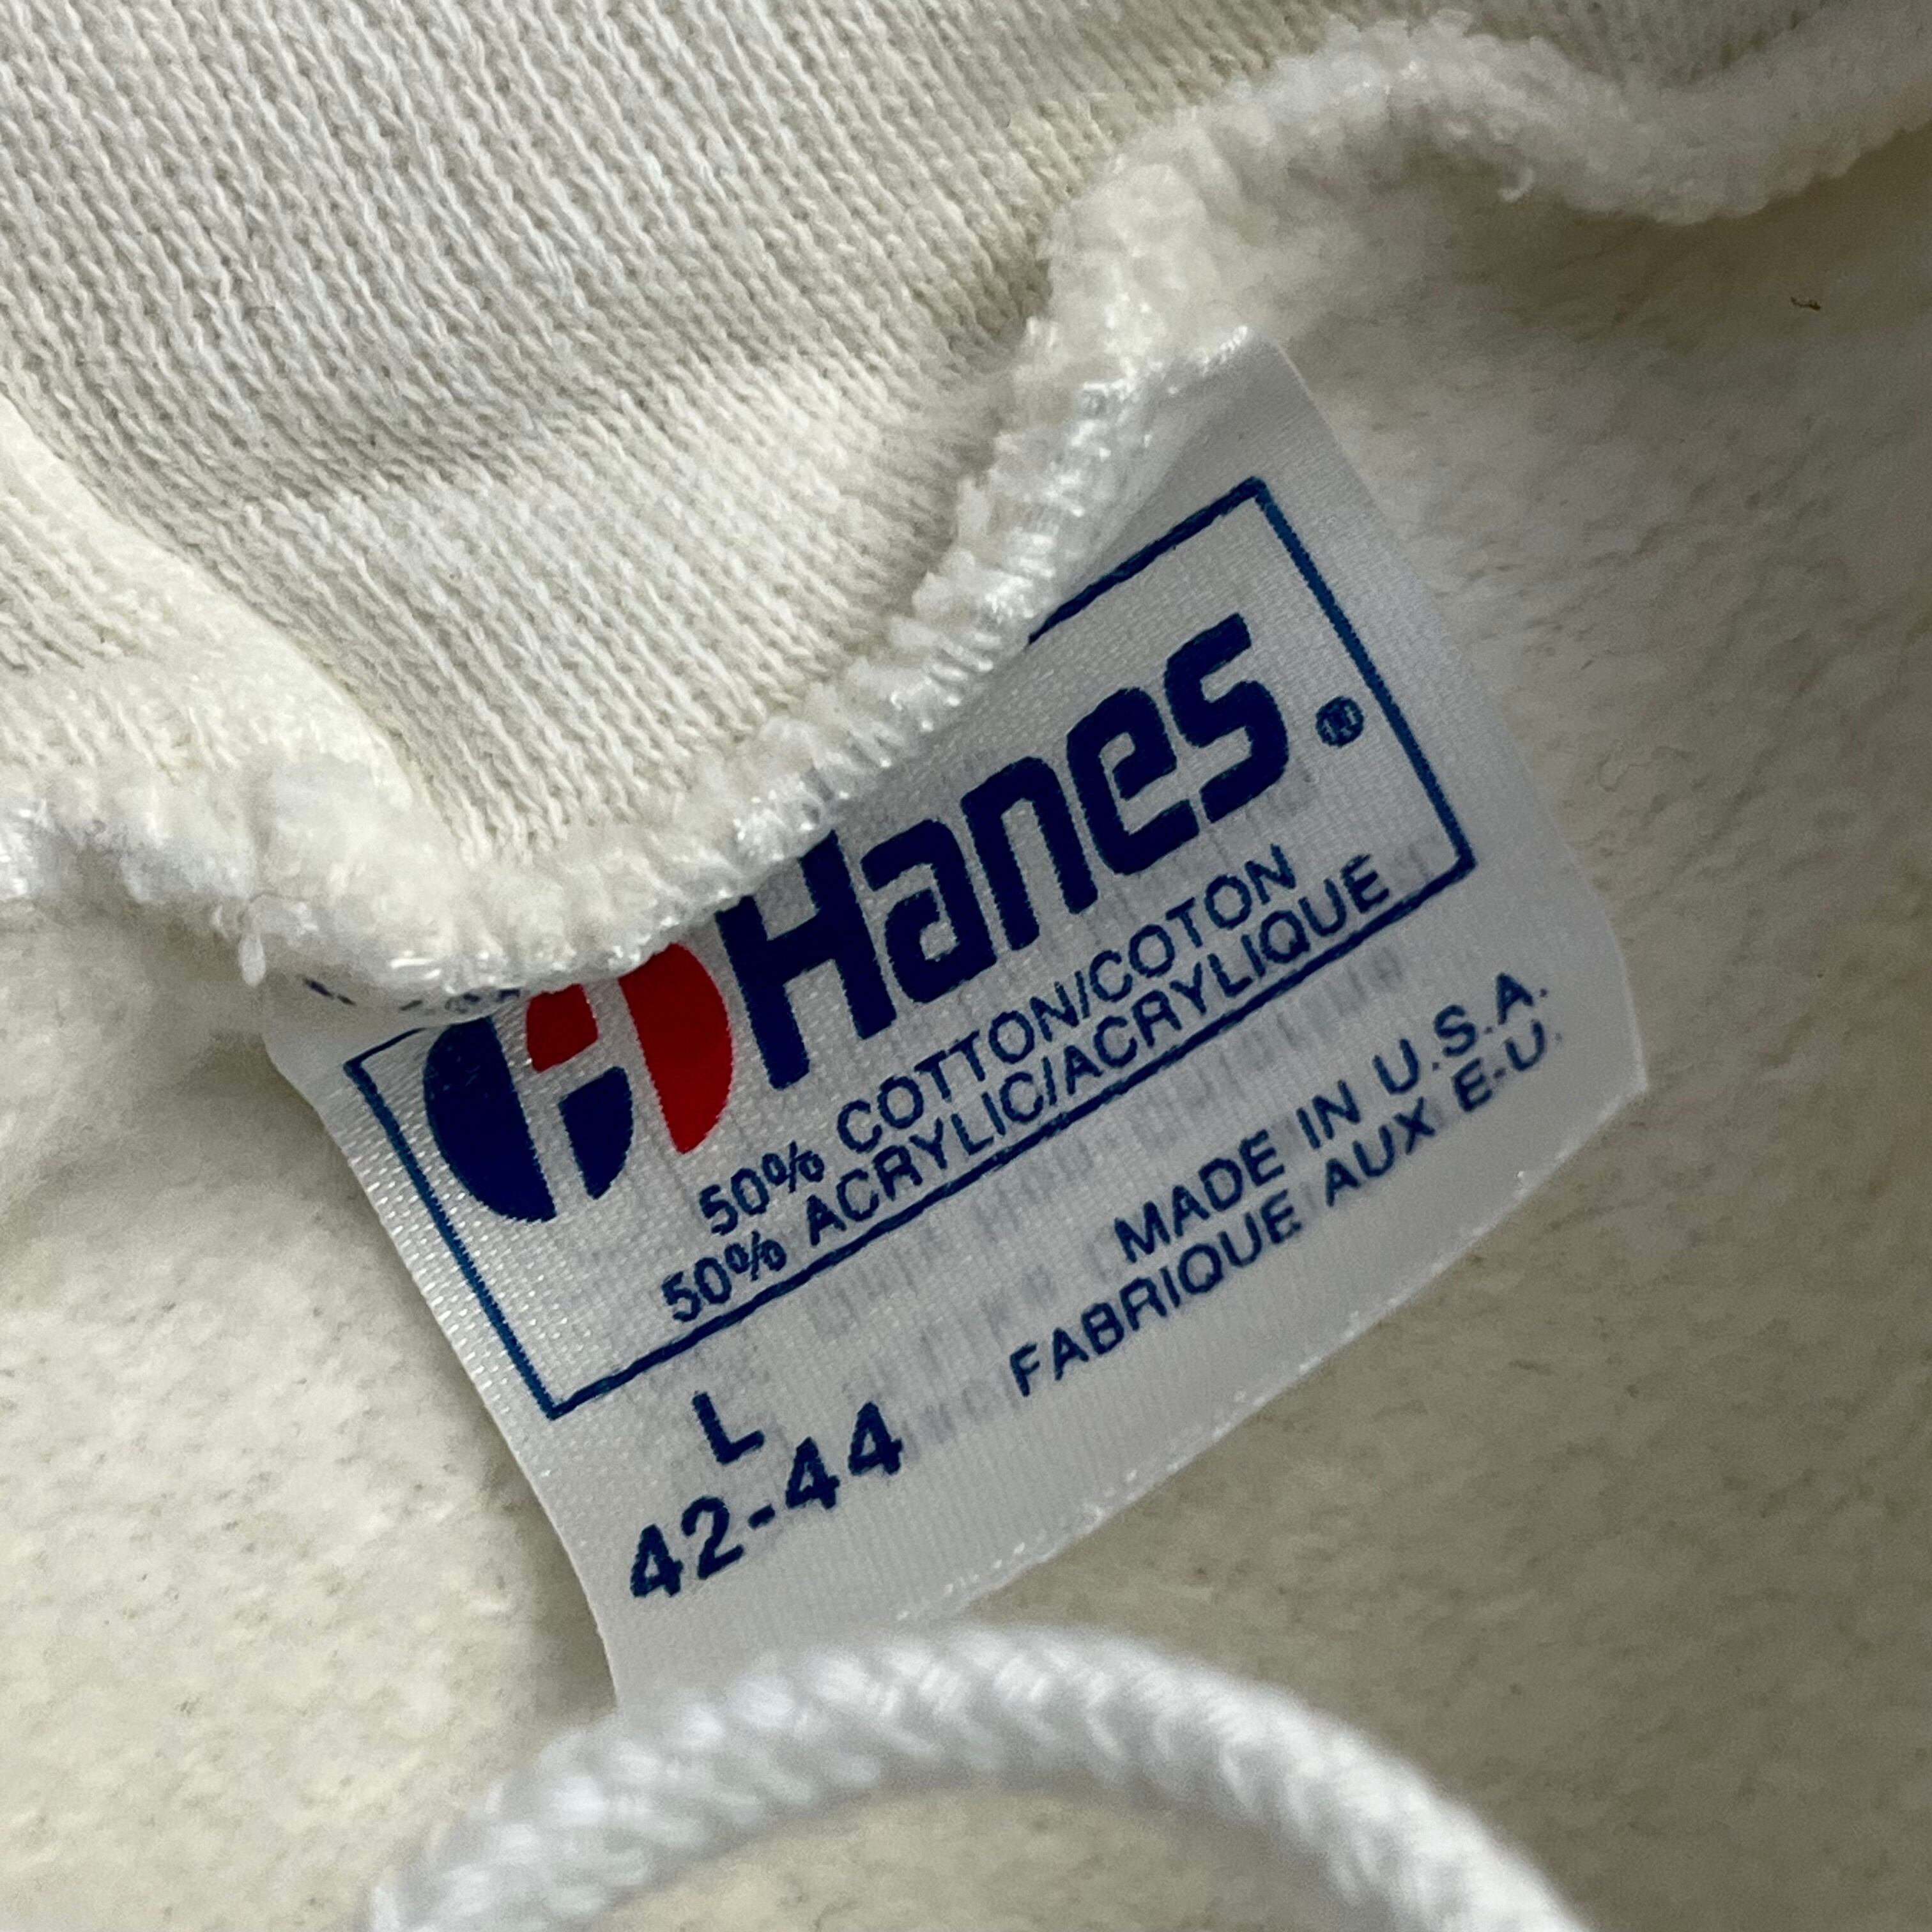 Hanes®
50% COTTON/COTON
50% ACRYLIC/ACRYLIQUE
L
42-44
MADE IN U.S.A.
FABRIQUE AUX E-U.